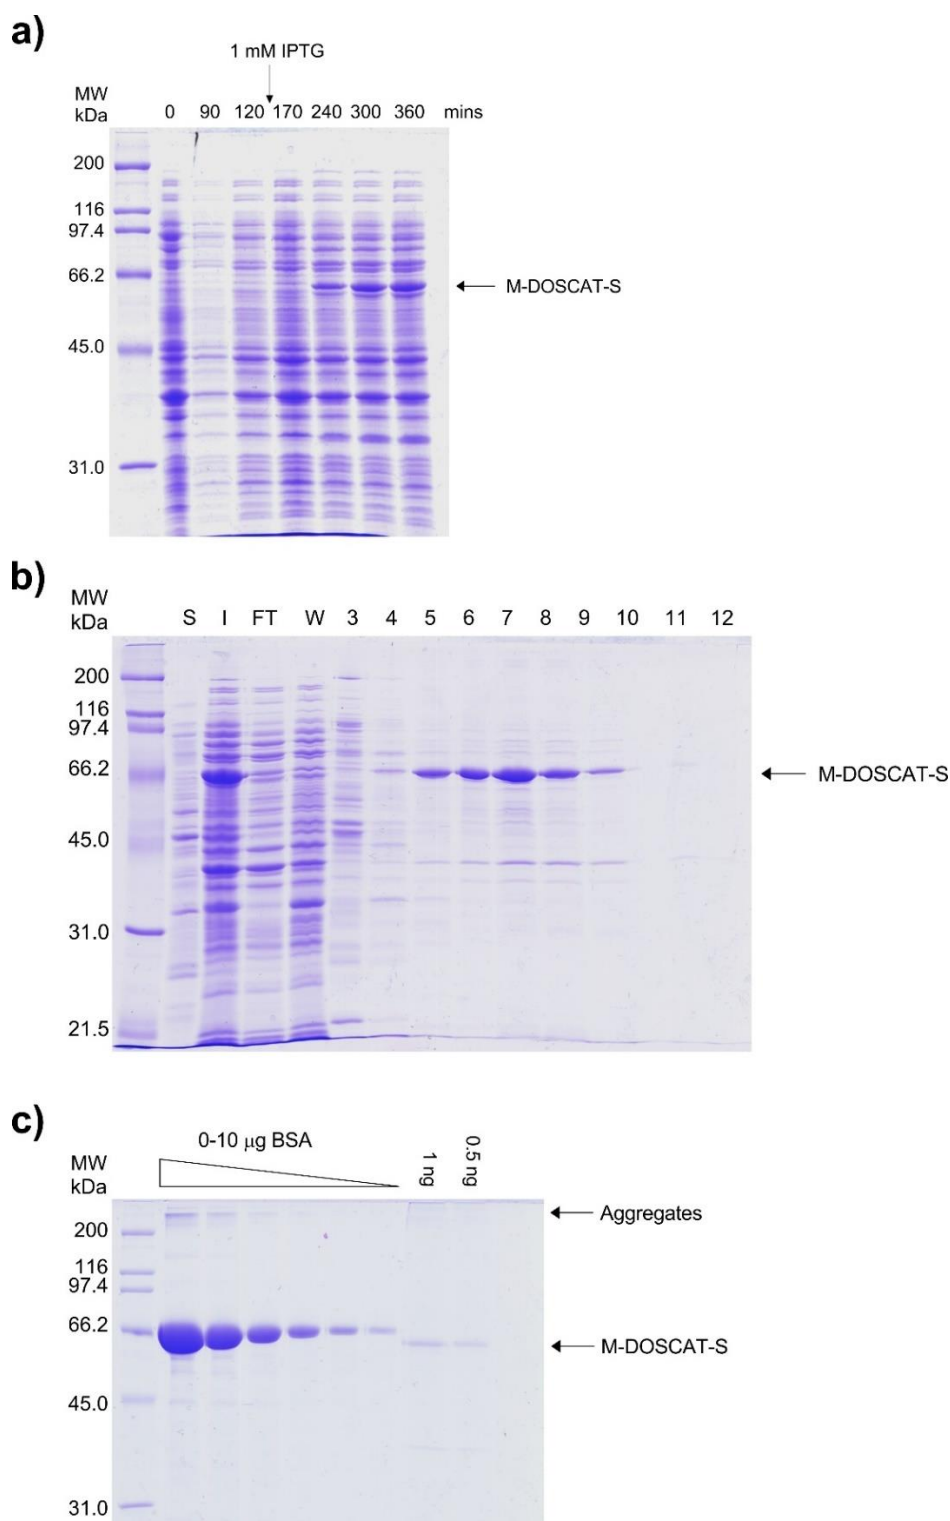 a)
1 mM IPTG
MW
kDa
0 90 120 170 240 300 360 mins
200
116
97.4
66.2
M-DOSCAT-S
45.0
31.0
b)
MW
kDa
S I FT W 3 4 5 6 7 8 9 10 11 12
200
116
97.4
66.2
M-DOSCAT-S
45.0
31.0
21.5
c)
0-10 µg BSA
1 ng
0.5 ng
MW
kDa
Aggregates
200
116
97.4
66.2
M-DOSCAT-S
45.0
31.0